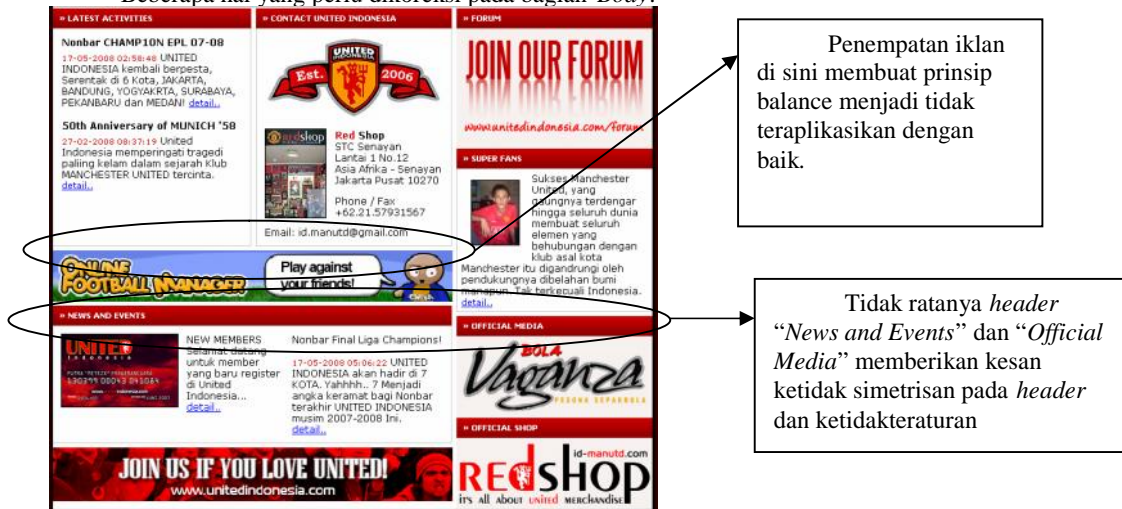 Beberapa hal yang perlu dikoreksi pada bagian Body:
» LATEST ACTIVITIES
Nonbar CHAMP10N EPL 07-08
17-05-2008 02:58:48 UNITED
INDONESIA kembali berpesta,
Serentak di 6 Kota, JAKARTA,
BANDUNG, YOGYAKRTA, SURABAYA,
PEKANBARU dan MEDAN! detail..
50th Anniversary of MUNICH '58
27-02-2008 08:37:19 United
Indonesia memperingati tragedi
paliing kelam dalam sejarah Klub
MANCHESTER UNITED tercinta.
detail..
» CONTACT UNITED INDONESIA
UNITED
INDONESIA
Est. 2006
redshop
Red Shop
STC Senayan
Lantai 1 No.12
Asia Afrika - Senayan
Jakarta Pusat 10270
Phone / Fax
+62.21.57931567
Email: id.manutd@gmail.com
» FORUM
JOIN OUR FORUM
www.unitedindonesia.com/forum
» SUPER FANS
Sukses Manchester
United, yang
gaungnya terdengar
hingga seluruh dunia
membuat seluruh
elemen yang
behubungan dengan
klub asal kota
Manchester itu digandrungi oleh
pendukungnya dibelahan bumi
manapun. Tak terkecuali Indonesia.
detail..
ONLINE
FOOTBALL MANAGER
Play against
your friends!
» NEWS AND EVENTS
UNITED
INDONESIA
NEW MEMBERS
Selamat datang
untuk member
yang baru register
di United
Indonesia...
detail..
Nonbar Final Liga Champions!
17-05-2008 05:06:22 UNITED
INDONESIA akan hadir di 7
KOTA. Yahhhh.. 7 Menjadi
angka keramat bagi Nonbar
terakhir UNITED INDONESIA
musim 2007-2008 Ini.
detail..
» OFFICIAL MEDIA
BOLA
Vaganza
PESONA SEPAKBOLA
» OFFICIAL SHOP
id-manutd.com
REDSHOP
it's all about united merchandise
JOIN US IF YOU LOVE UNITED!
www.unitedindonesia.com
Penempatan iklan
di sini membuat prinsip
balance menjadi tidak
teraplikasikan dengan
baik.
Tidak ratanya header
“News and Events” dan “Official
Media” memberikan kesan
ketidak simetrisan pada header
dan ketidakteraturan